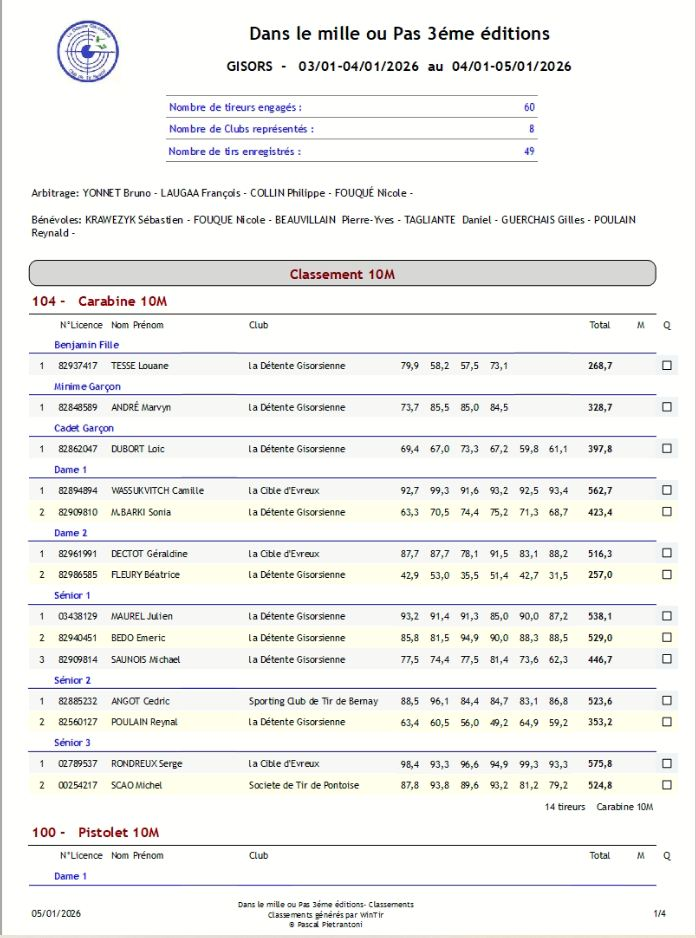 Dans le mille ou Pas 3éme éditions
GISORS - 03/01-04/01/2026 au 04/01-05/01/2026
Nombre de tireurs engagés : 60
Nombre de Clubs représentés : 8
Nombre de tirs enregistrés : 49
Arbitrage: YONNET Bruno - LAUGAA François - COLLIN Philippe - FOUQUÉ Nicole -
Bénévoles: KRAWEZYK Sébastien - FOUQUE Nicole - BEAUVILLAIN Pierre-Yves - TAGLIANTE Daniel - GUERCHAIS Gilles - POULAIN
Reynald -
Classement 10M
104 - Carabine 10M
N°Licence Nom Prénom Club Total M Q
Benjamin Fille
1 82937417 TESSE Louane la Détente Gisorsienne 79,9 58,2 57,5 73,1 268,7
Minime Garçon
1 82848589 ANDRÉ Marvyn la Détente Gisorsienne 73,7 85,5 85,0 84,5 328,7
Cadet Garçon
1 82862047 DUBORT Loic la Détente Gisorsienne 69,4 67,0 73,3 67,2 59,8 61,1 397,8
Dame 1
1 82894894 WASSUKVITCH Camille la Cible d'Evreux 92,7 99,3 91,6 93,2 92,5 93,4 562,7
2 82909810 M.BARKI Sonia la Détente Gisorsienne 63,3 70,5 74,4 75,2 71,3 68,7 423,4
Dame 2
1 82961991 DECTOT Géraldine la Cible d'Evreux 87,7 87,7 78,1 91,5 83,1 88,2 516,3
2 82986585 FLEURY Béatrice la Détente Gisorsienne 42,9 53,0 35,5 51,4 42,7 31,5 257,0
Sénior 1
1 03438129 MAUREL Julien la Détente Gisorsienne 93,2 91,4 91,3 85,0 90,0 87,2 538,1
2 82940451 BEDO Emeric la Détente Gisorsienne 85,8 81,5 94,9 90,0 88,3 88,5 529,0
3 82909814 SAUNOIS Michael la Détente Gisorsienne 77,5 74,4 77,5 81,4 73,6 62,3 446,7
Sénior 2
1 82885232 ANGOT Cedric Sporting Club de Tir de Bernay 88,5 96,1 84,4 84,7 83,1 86,8 523,6
2 82560127 POULAIN Reynal la Détente Gisorsienne 63,4 60,5 56,0 49,2 64,9 59,2 353,2
Sénior 3
1 02789537 RONDREUX Serge la Cible d'Evreux 98,4 93,3 96,6 94,9 99,3 93,3 575,8
2 00254217 SCAO Michel Societe de Tir de Pontoise 87,8 93,8 89,6 93,2 81,2 79,2 524,8
14 tireurs Carabine 10M
100 - Pistolet 10M
N°Licence Nom Prénom Club Total M Q
Dame 1
Dans le mille ou Pas 3éme éditions- Classements
05/01/2026 Classements générés par WinTir 1/4
© Pascal Pietrantoni